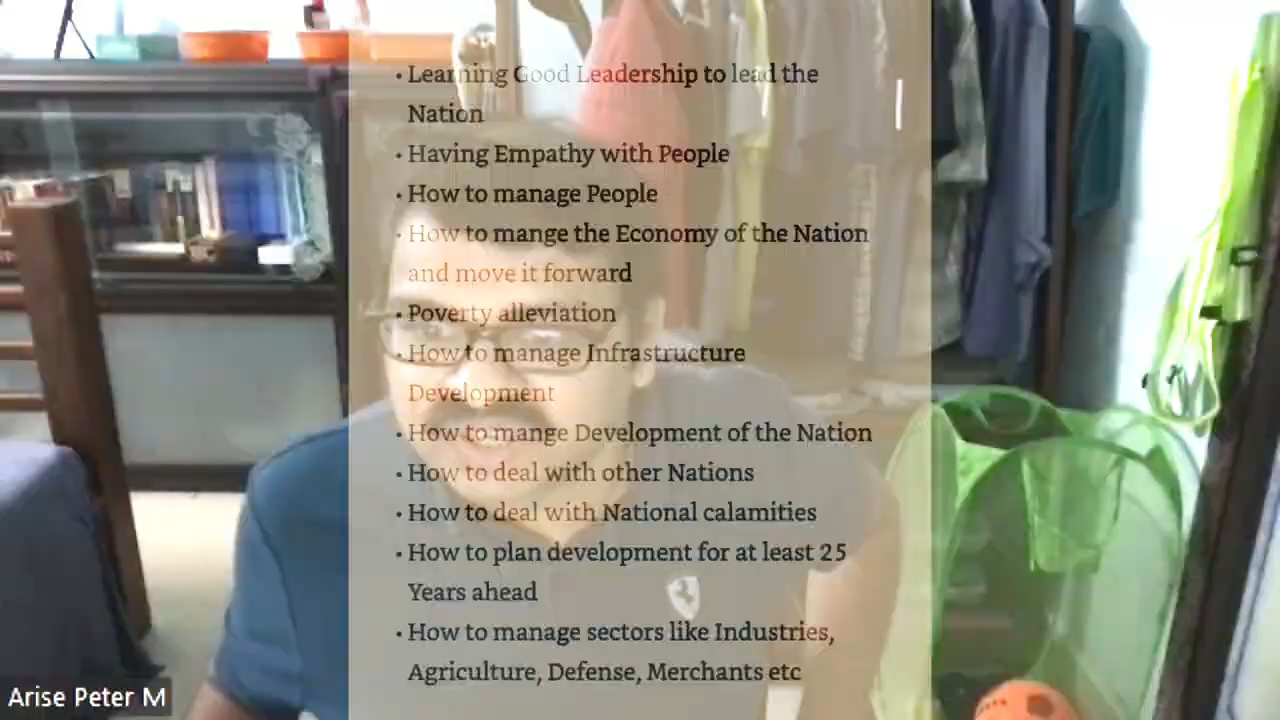 • Learning Good Leadership to lead the
Nation
• Having Empathy with People
• How to manage People
• How to mange the Economy of the Nation
and move it forward
• Poverty alleviation
• How to manage Infrastructure
Development
• How to mange Development of the Nation
• How to deal with other Nations
• How to deal with National calamities
• How to plan development for at least 25
Years ahead
• How to manage sectors like Industries,
Agriculture, Defense, Merchants etc
Arise Peter M